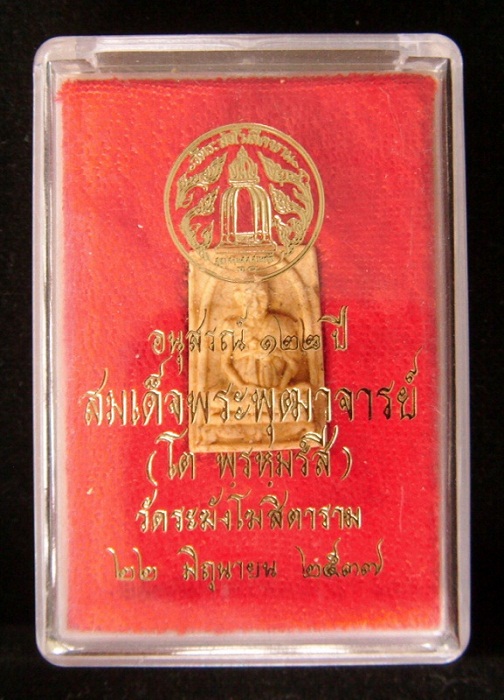 อนุสรณ์ ๑๒๒ ปี
สมเด็จพระพุฒาจารย์
(โต พฺรหฺมรํสี)
วัดระฆังโฆสิตาราม
๒๒ มิถุนายน ๒๕๓๗